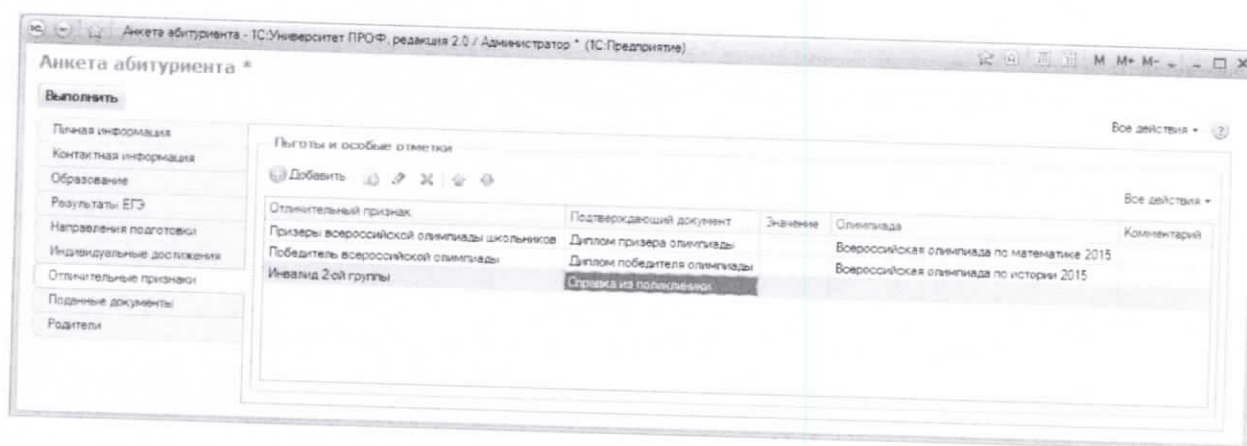 Анкета абитуриента - 1С:Университет ПРОФ, редакция 2.0 / Администратор * (1С:Предприятие) М М+ М-
Анкета абитуриента *
Выполнить
Все действия
Личная информация
Контактная информация
Образование
Результаты ЕГЭ
Направления подготовки
Индивидуальные достижения
Отличительные признаки
Поданные документы
Родители
Льготы и особые отметки
Добавить
Все действия
Отличительный признак Подтверждающий документ Значение Олимпиада Комментарий
Призеры всероссийской олимпиады школьников Диплом призера олимпиады Всероссийская олимпиада по математике 2015
Победитель всероссийской олимпиады Диплом победителя олимпиады Всероссийская олимпиада по истории 2015
Инвалид 2-ой группы Справка из поликлиники